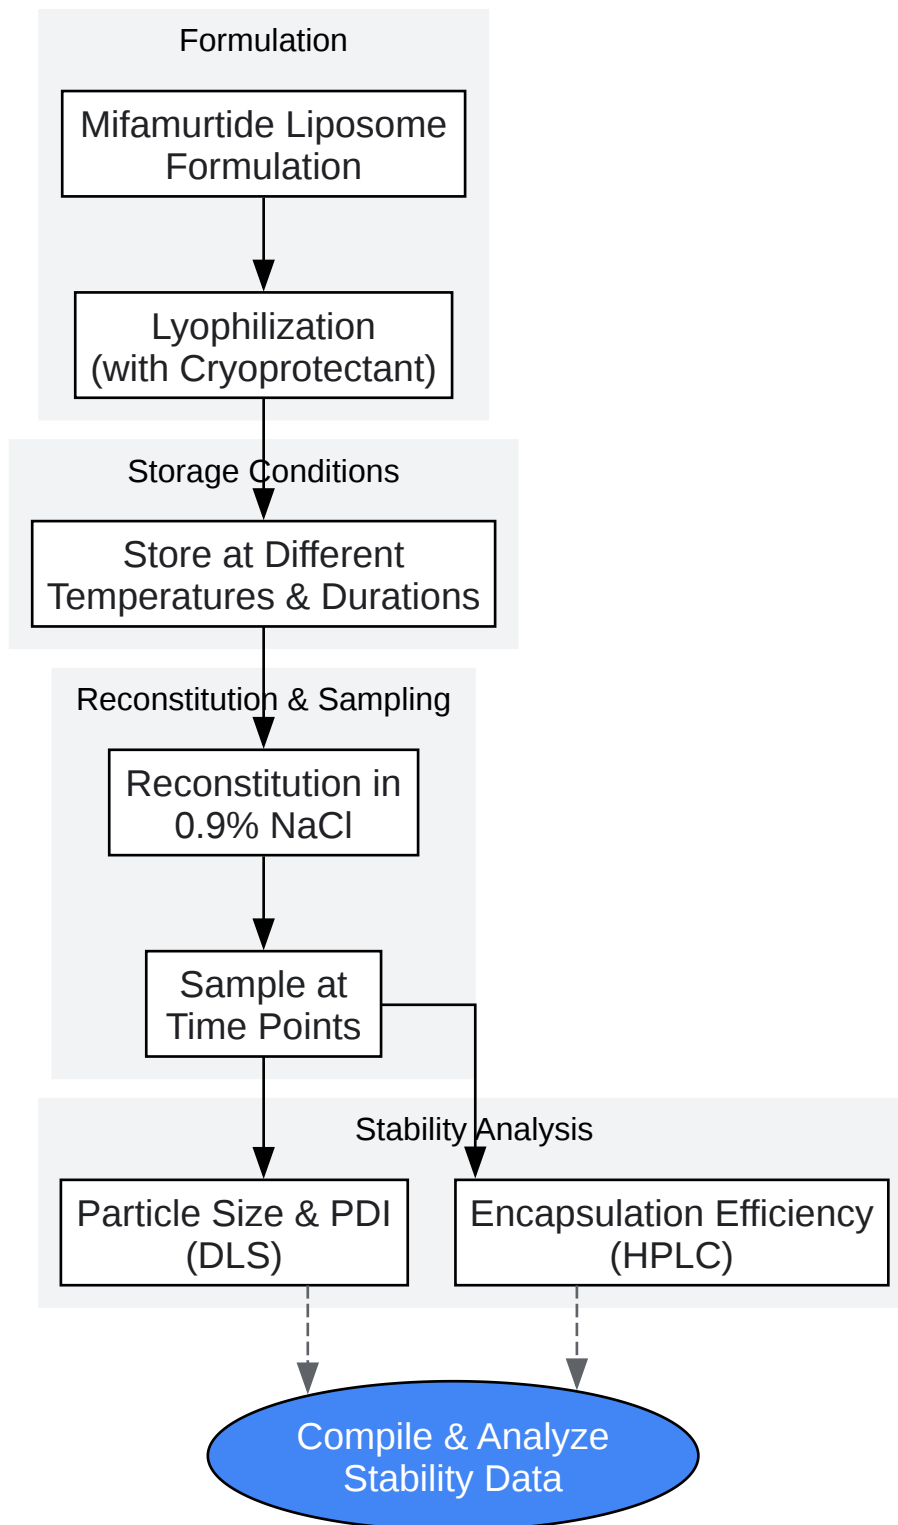 Formulation
Mifamurtide Liposome
Formulation
Lyophilization
(with Cryoprotectant)
Storage Conditions
Store at Different
Temperatures & Durations
Reconstitution & Sampling
Reconstitution in
0.9% NaCl
Sample at
Time Points
Stability Analysis
Particle Size & PDI
(DLS)
Encapsulation Efficiency
(HPLC)
Compile & Analyze
Stability Data